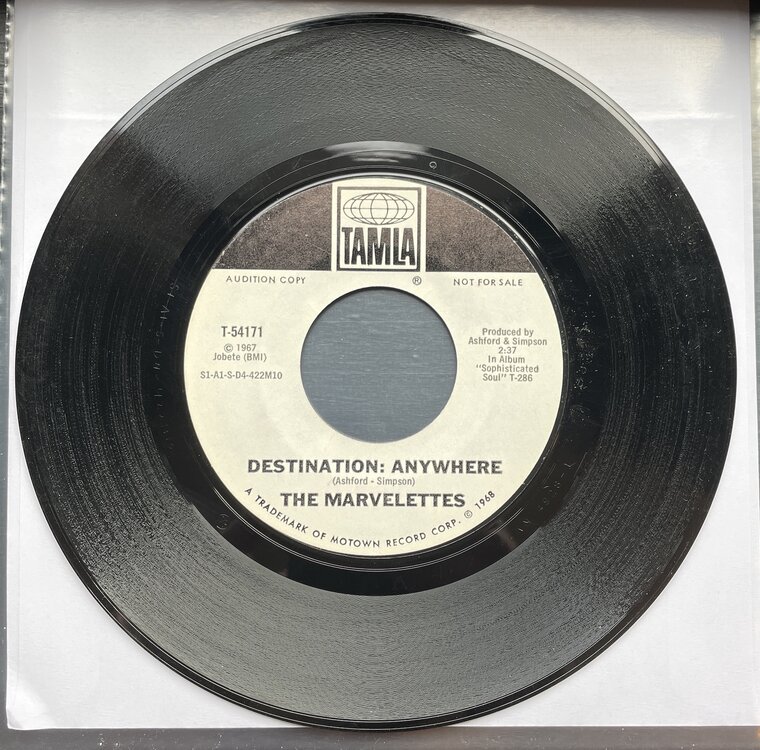 TAMLA
®
AUDITION COPY
NOT FOR SALE
T-54171
© 1967
Jobete (BMI)
S1-A1-S-D4-422M10
Produced by
Ashford & Simpson
2:37
In Album
"Sophisticated
Soul" T-286
DESTINATION: ANYWHERE
(Ashford - Simpson)
THE MARVELETTES
A TRADEMARK OF MOTOWN RECORD CORP. © 1968